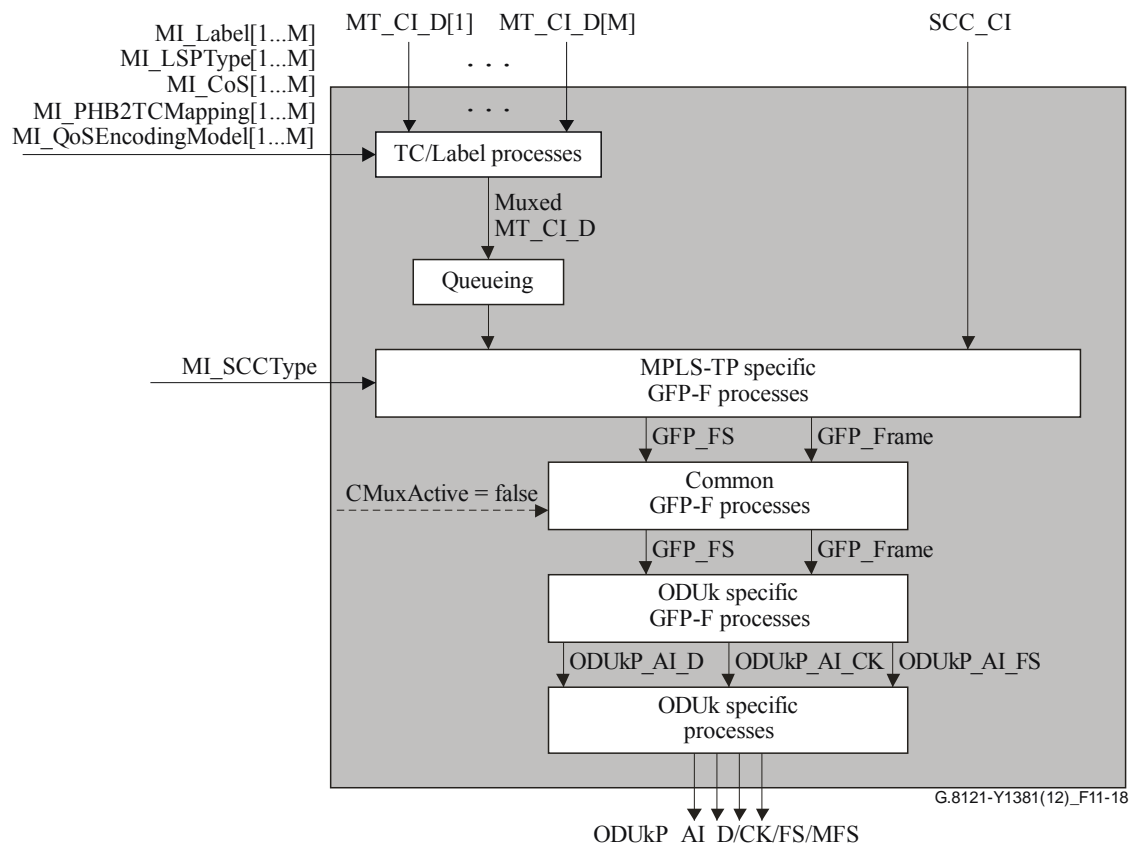 MI_Label[1...M]
MI_LSPType[1...M]
MI_CoS[1...M]
MI_PHB2TCMapping[1...M]
MI_QoSEncodingModel[1...M]
MT_CI_D[1]
MT_CI_D[M]
SCC_CI
. . .
. . .
TC/Label processes
Muxed
MT_CI_D
Queueing
MI_SCCType
MPLS-TP specific
GFP-F processes
GFP_FS
GFP_Frame
CMuxActive = false
Common
GFP-F processes
GFP_FS
GFP_Frame
ODUk specific
GFP-F processes
ODUkP_AI_D
ODUkP_AI_CK
ODUkP_AI_FS
ODUk specific
processes
G.8121-Y1381(12)_F11-18
ODUkP AI D/CK/FS/MFS